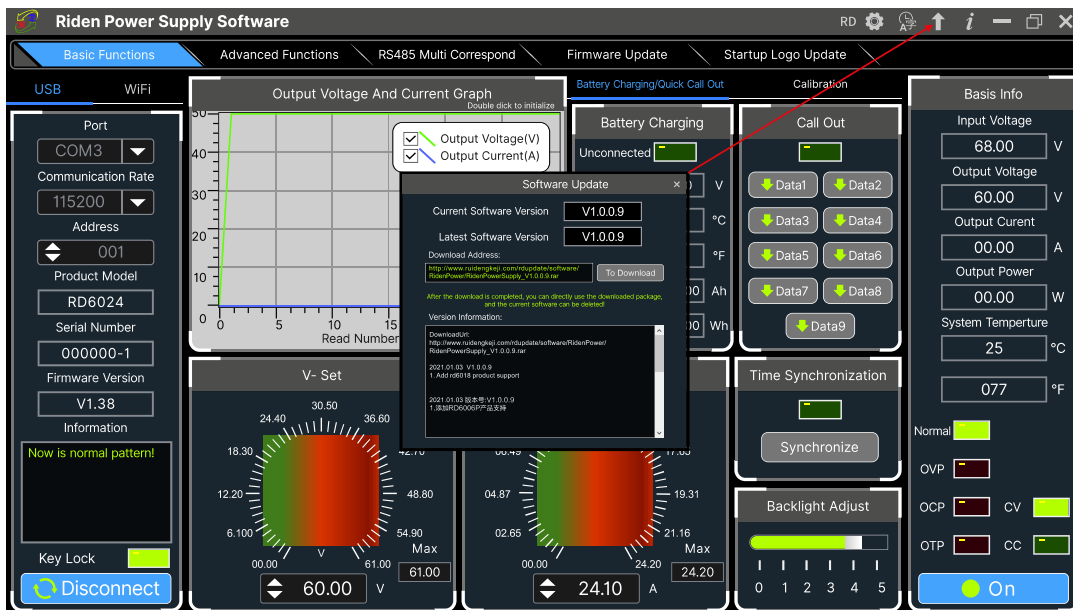 Riden Power Supply Software
RD
Basic Functions
Advanced Functions
RS485 Multi Correspond
Firmware Update
Startup Logo Update
USB
WiFi
Port
COM3
Communication Rate
115200
Address
001
Product Model
RD6024
Serial Number
000000-1
Firmware Version
V1.38
Information
Now is normal pattern!
Key Lock
Disconnect
Output Voltage And Current Graph
Double click to initialize
Output Voltage(V)
Output Current(A)
50
40
30
20
10
0
0
5
10
15
Read Number
Battery Charging/Quick Call Out
Calibration
Battery Charging
Unconnected
V
°C
°F
Ah
Wh
Call Out
Data1
Data2
Data3
Data4
Data5
Data6
Data7
Data8
Data9
Software Update
Current Software Version
V1.0.0.9
Latest Software Version
V1.0.0.9
Download Address:
http://www.ruidengkeji.com/rdupdate/software/
RidenPower/RidenPowerSupply_V1.0.0.9.rar
To Download
After the download is completed, you can directly use the downloaded package,
and the current software can be deleted!
Version Information:
DownloadUrl:
http://www.ruidengkeji.com/rdupdate/software/RidenPower/
RidenPowerSupply_V1.0.0.9.rar
2021.01.03 V1.0.0.9
1. Add rd6018 product support
2021.01.03 版本号:V1.0.0.9
1.添加RD6006P产品支持
V- Set
00.00
6.100
12.20
18.30
24.40
30.50
36.60
42.70
48.80
54.90
61.00
V
Max
61.00
60.00
V
00.00
02.65
04.87
19.31
21.16
24.20
Max
24.20
24.10
A
Time Synchronization
Synchronize
Backlight Adjust
0 1 2 3 4 5
Basis Info
Input Voltage
68.00 V
Output Voltage
60.00 V
Output Curent
00.00 A
Output Power
00.00 W
System Temperture
25 °C
077 °F
Normal
OVP
OCP
CV
OTP
CC
On